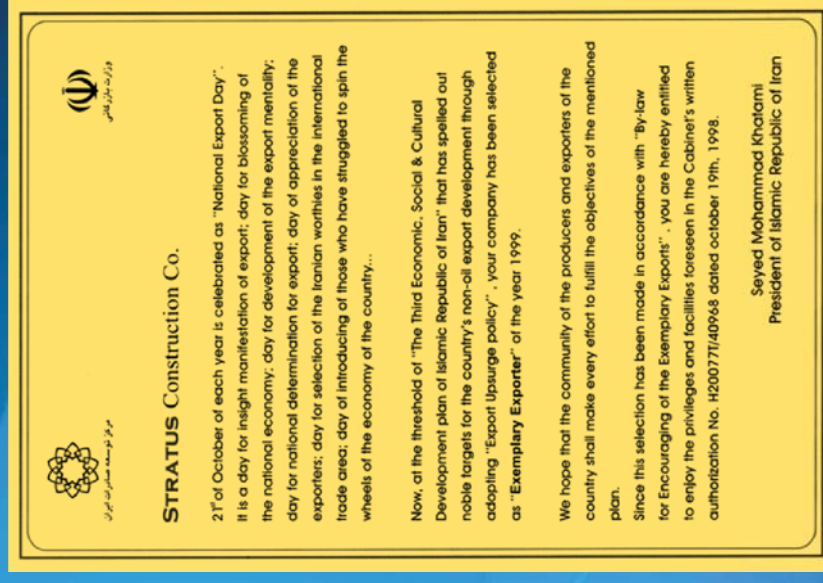 مرکز توسعه صادرات ایران
وزارت بازرگانی
STRATUS Construction Co.
21st of October of each year is celebrated as "National Export Day".
It is a day for insight manifestation of export; day for blossoming of
the national economy; day for development of the export mentality;
day for national determination for export; day of appreciation of the
exporters; day for selection of the Iranian worthies in the international
trade area; day of introducing of those who have struggled to spin the
wheels of the economy of the country...
Now, at the threshold of "The Third Economic, Social & Cultural
Development plan of Islamic Republic of Iran" that has spelled out
noble targets for the country's non-oil export development through
adopting "Export Upsurge policy" , your company has been selected
as "Exemplary Exporter" of the year 1999.
We hope that the community of the producers and exporters of the
country shall make every effort to fulfill the objectives of the mentioned
plan.
Since this selection has been made in accordance with "By-law
for Encouraging of the Exemplary Exports" , you are hereby entitled
to enjoy the privileges and facilities foreseen in the Cabinet's written
authorization No. H20077T/40968 dated october 19th, 1998.
Seyed Mohammad Khatami
President of Islamic Republic of Iran